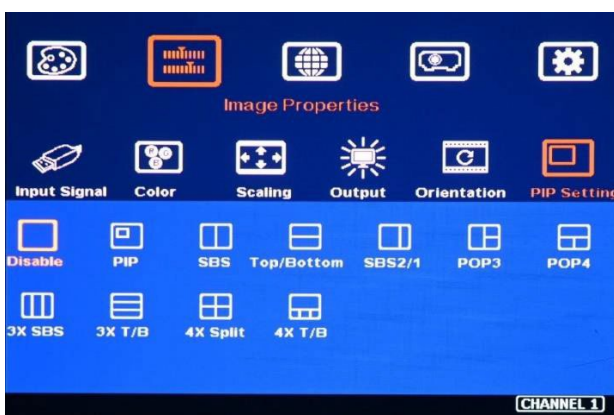 Image Properties
Input Signal Color Scaling Output Orientation PIP Setting
Disable PIP SBS Top/Bottom SBS2/1 POP3 POP4
3X SBS 3X T/B 4X Split 4X T/B
CHANNEL 1